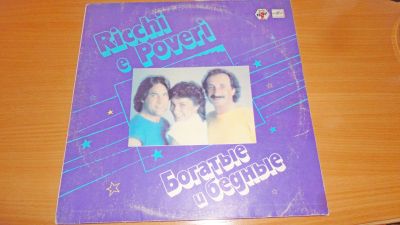 Ricchi
e Poveri
Богатые
и бедные